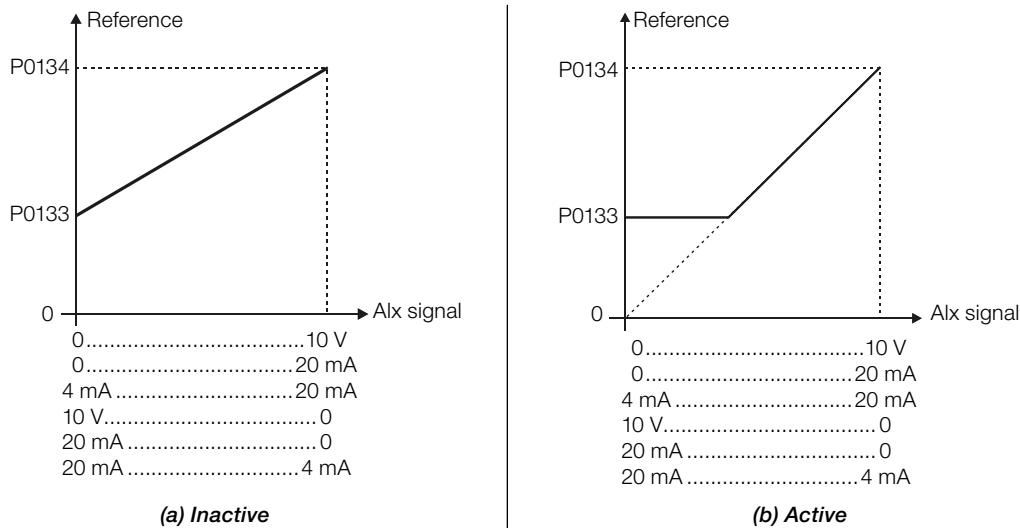 Reference
P0134
P0133
0
AIx signal
0......................................10 V
0.....................................20 mA
4 mA ...............................20 mA
10 V....................................0
20 mA .................................0
20 mA ..............................4 mA
(a) Inactive
Reference
P0134
P0133
0
AIx signal
0......................................10 V
0.....................................20 mA
4 mA ...............................20 mA
10 V....................................0
20 mA .................................0
20 mA ..............................4 mA
(b) Active